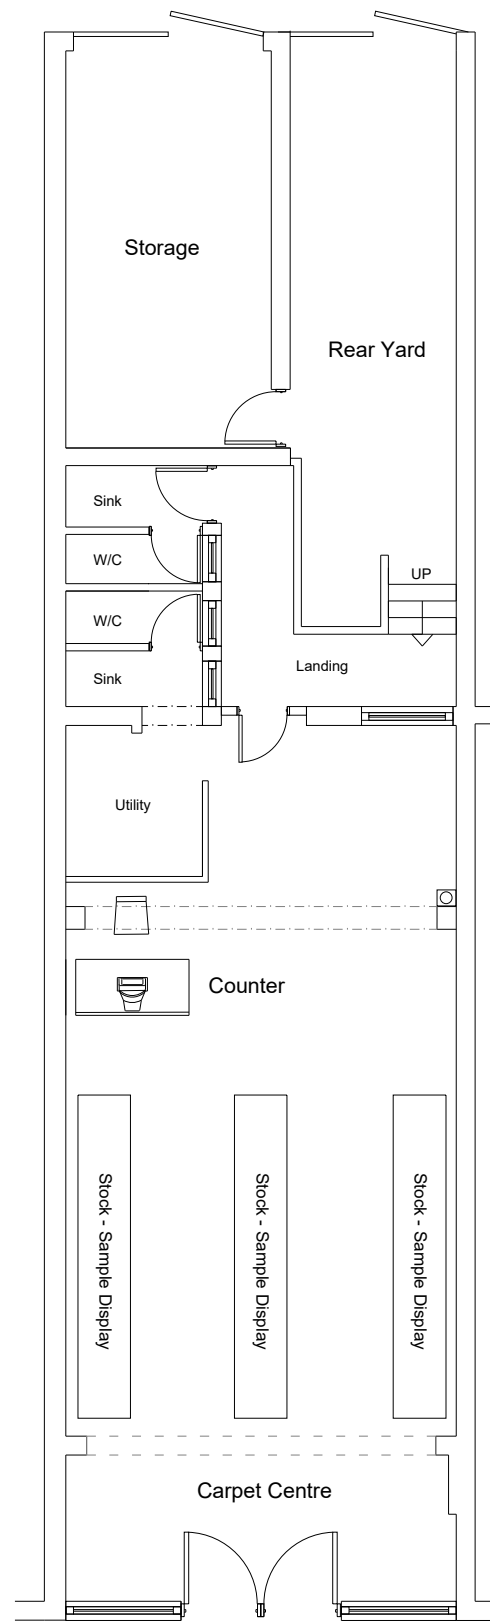 Storage
Rear Yard
Sink
W/C
UP
W/C
Landing
Sink
Utility
Counter
Stock - Sample Display
Stock - Sample Display
Stock - Sample Display
Carpet Centre